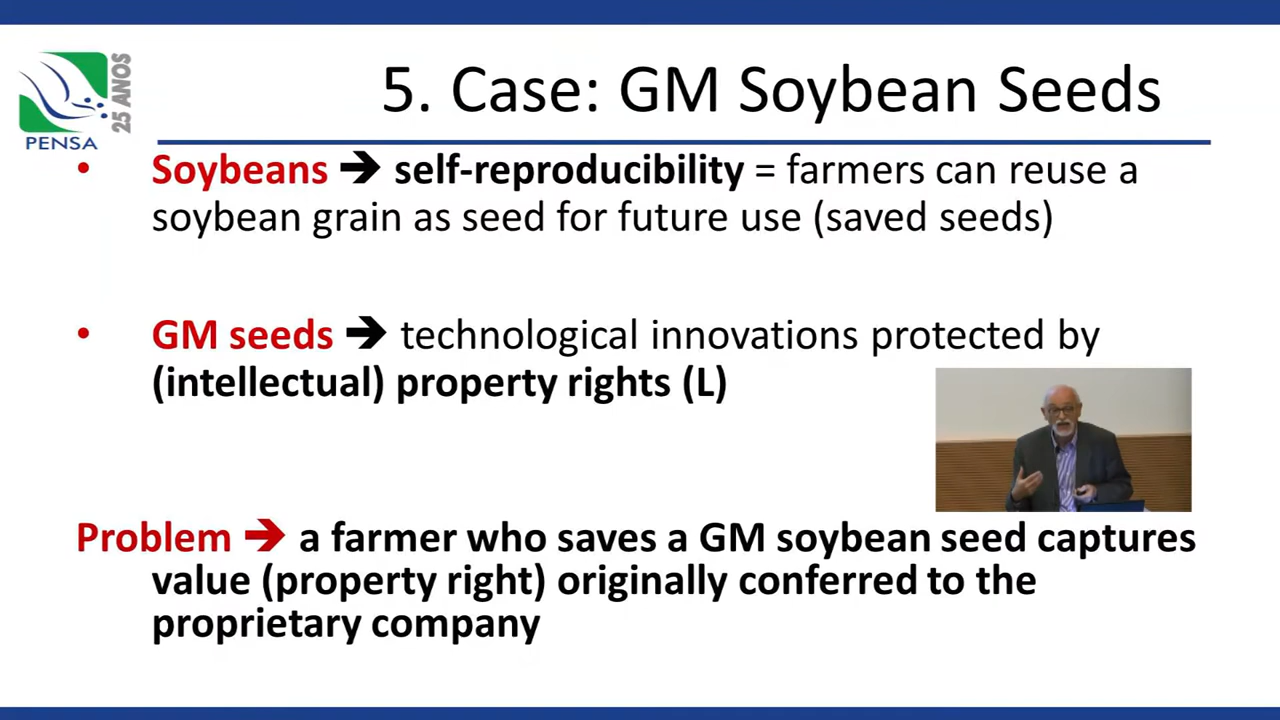 5. Case: GM Soybean Seeds
25 ANOS
PENSA
• Soybeans ➔ self-reproducibility = farmers can reuse a
soybean grain as seed for future use (saved seeds)
• GM seeds ➔ technological innovations protected by
(intellectual) property rights (L)
Problem ➔ a farmer who saves a GM soybean seed captures
value (property right) originally conferred to the
proprietary company